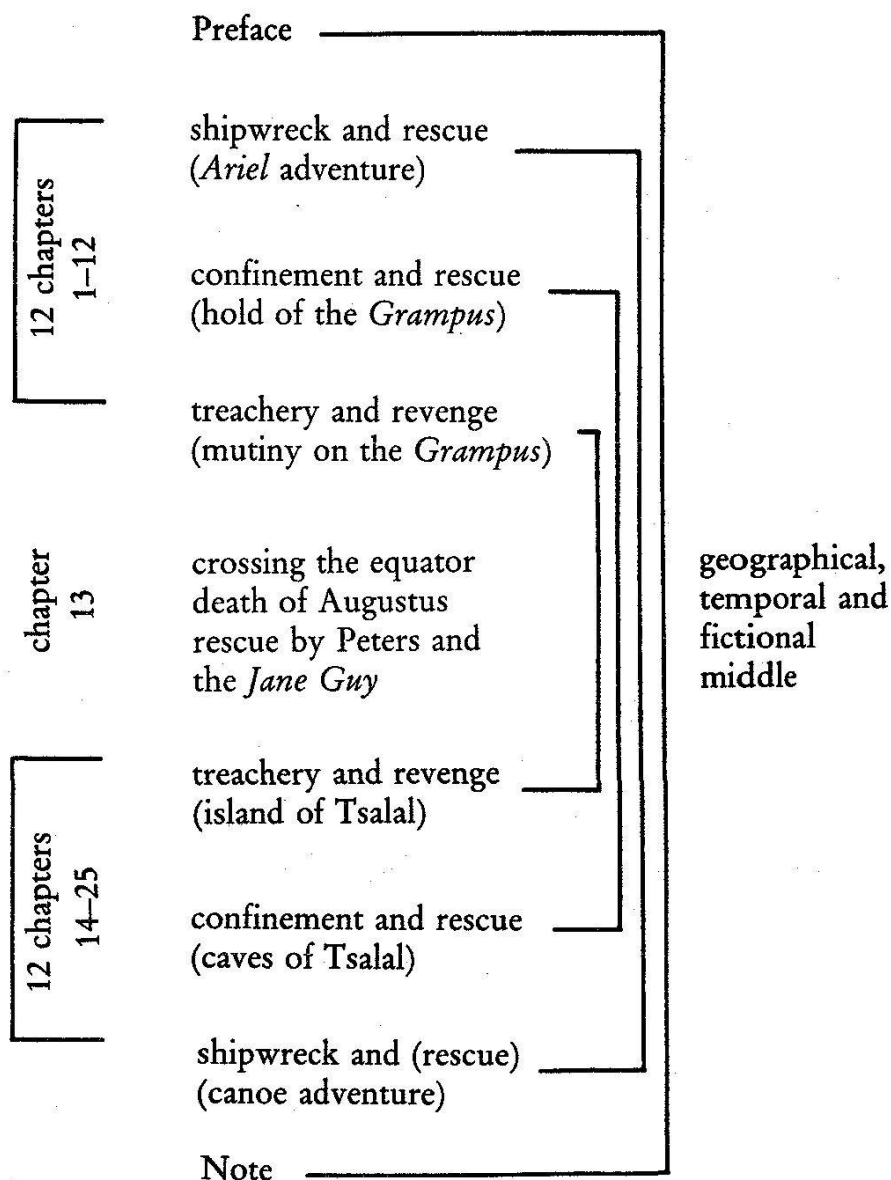 Preface
12 chapters
1–12
shipwreck and rescue
(Ariel adventure)
confinement and rescue
(hold of the Grampus)
treachery and revenge
(mutiny on the Grampus)
chapter
13
crossing the equator
death of Augustus
rescue by Peters and
the Jane Guy
geographical,
temporal and
fictional
middle
12 chapters
14–25
treachery and revenge
(island of Tsalal)
confinement and rescue
(caves of Tsalal)
shipwreck and (rescue)
(canoe adventure)
Note